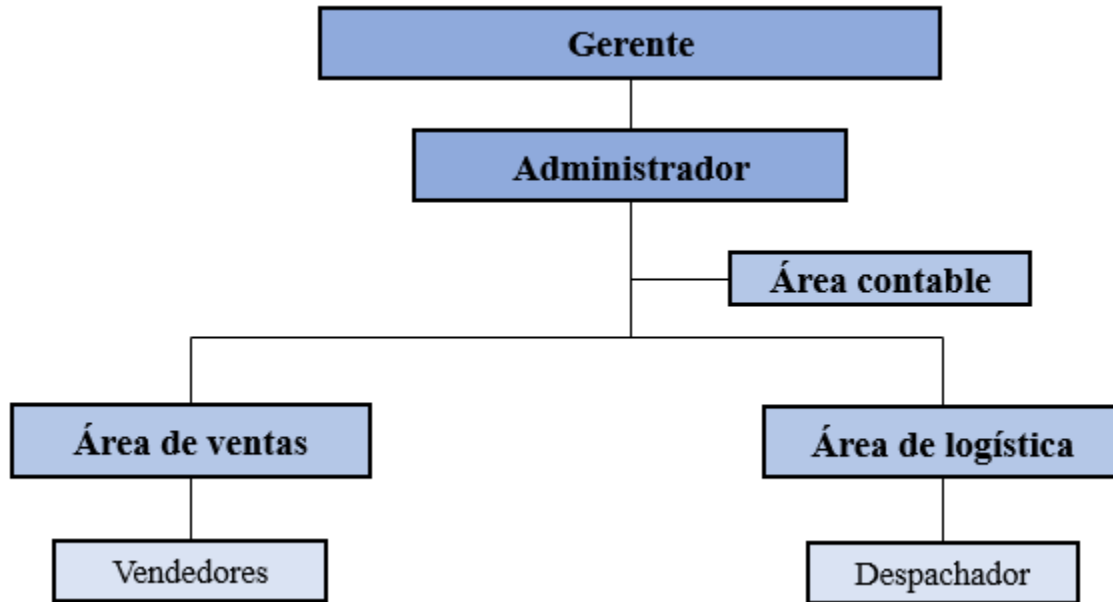 Gerente
Administrador
Área contable
Área de ventas
Área de logística
Vendedores
Despachador